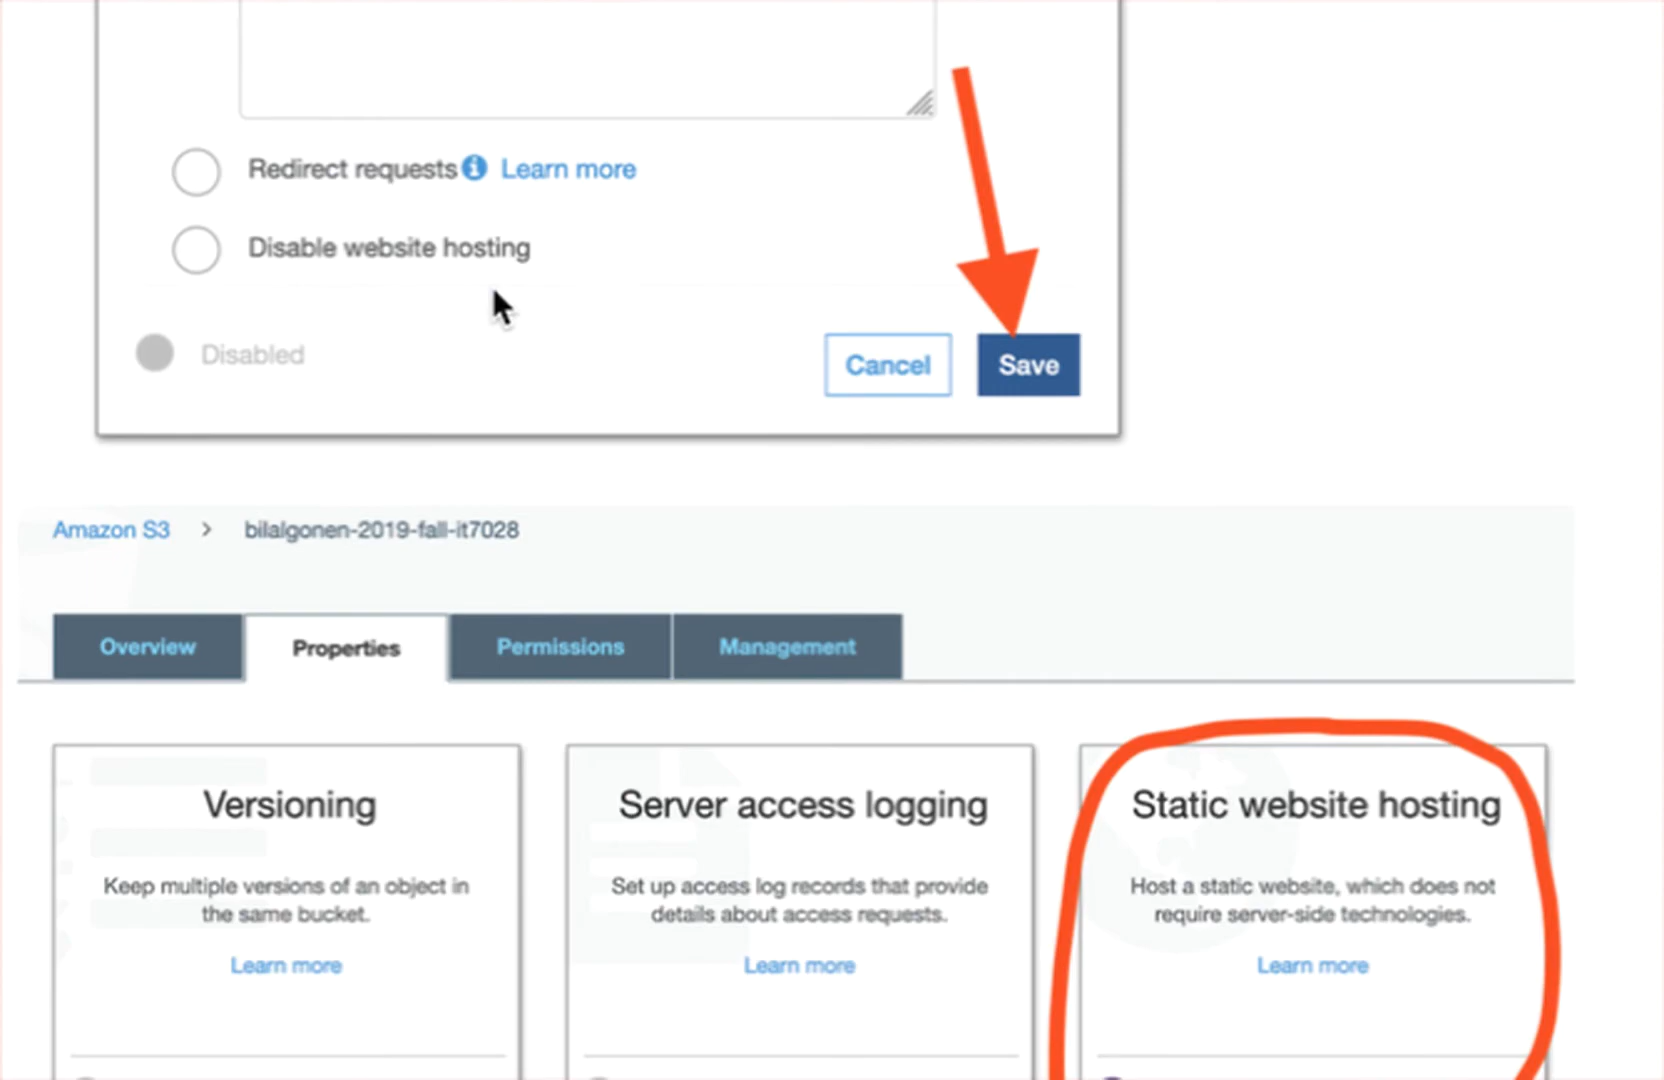 Redirect requests Learn more
Disable website hosting
Disabled
Cancel
Save
Amazon S3 > bilalgonen-2019-fall-it7028
Overview
Properties
Permissions
Management
Versioning
Keep multiple versions of an object in
the same bucket.
Learn more
Server access logging
Set up access log records that provide
details about access requests.
Learn more
Static website hosting
Host a static website, which does not
require server-side technologies.
Learn more